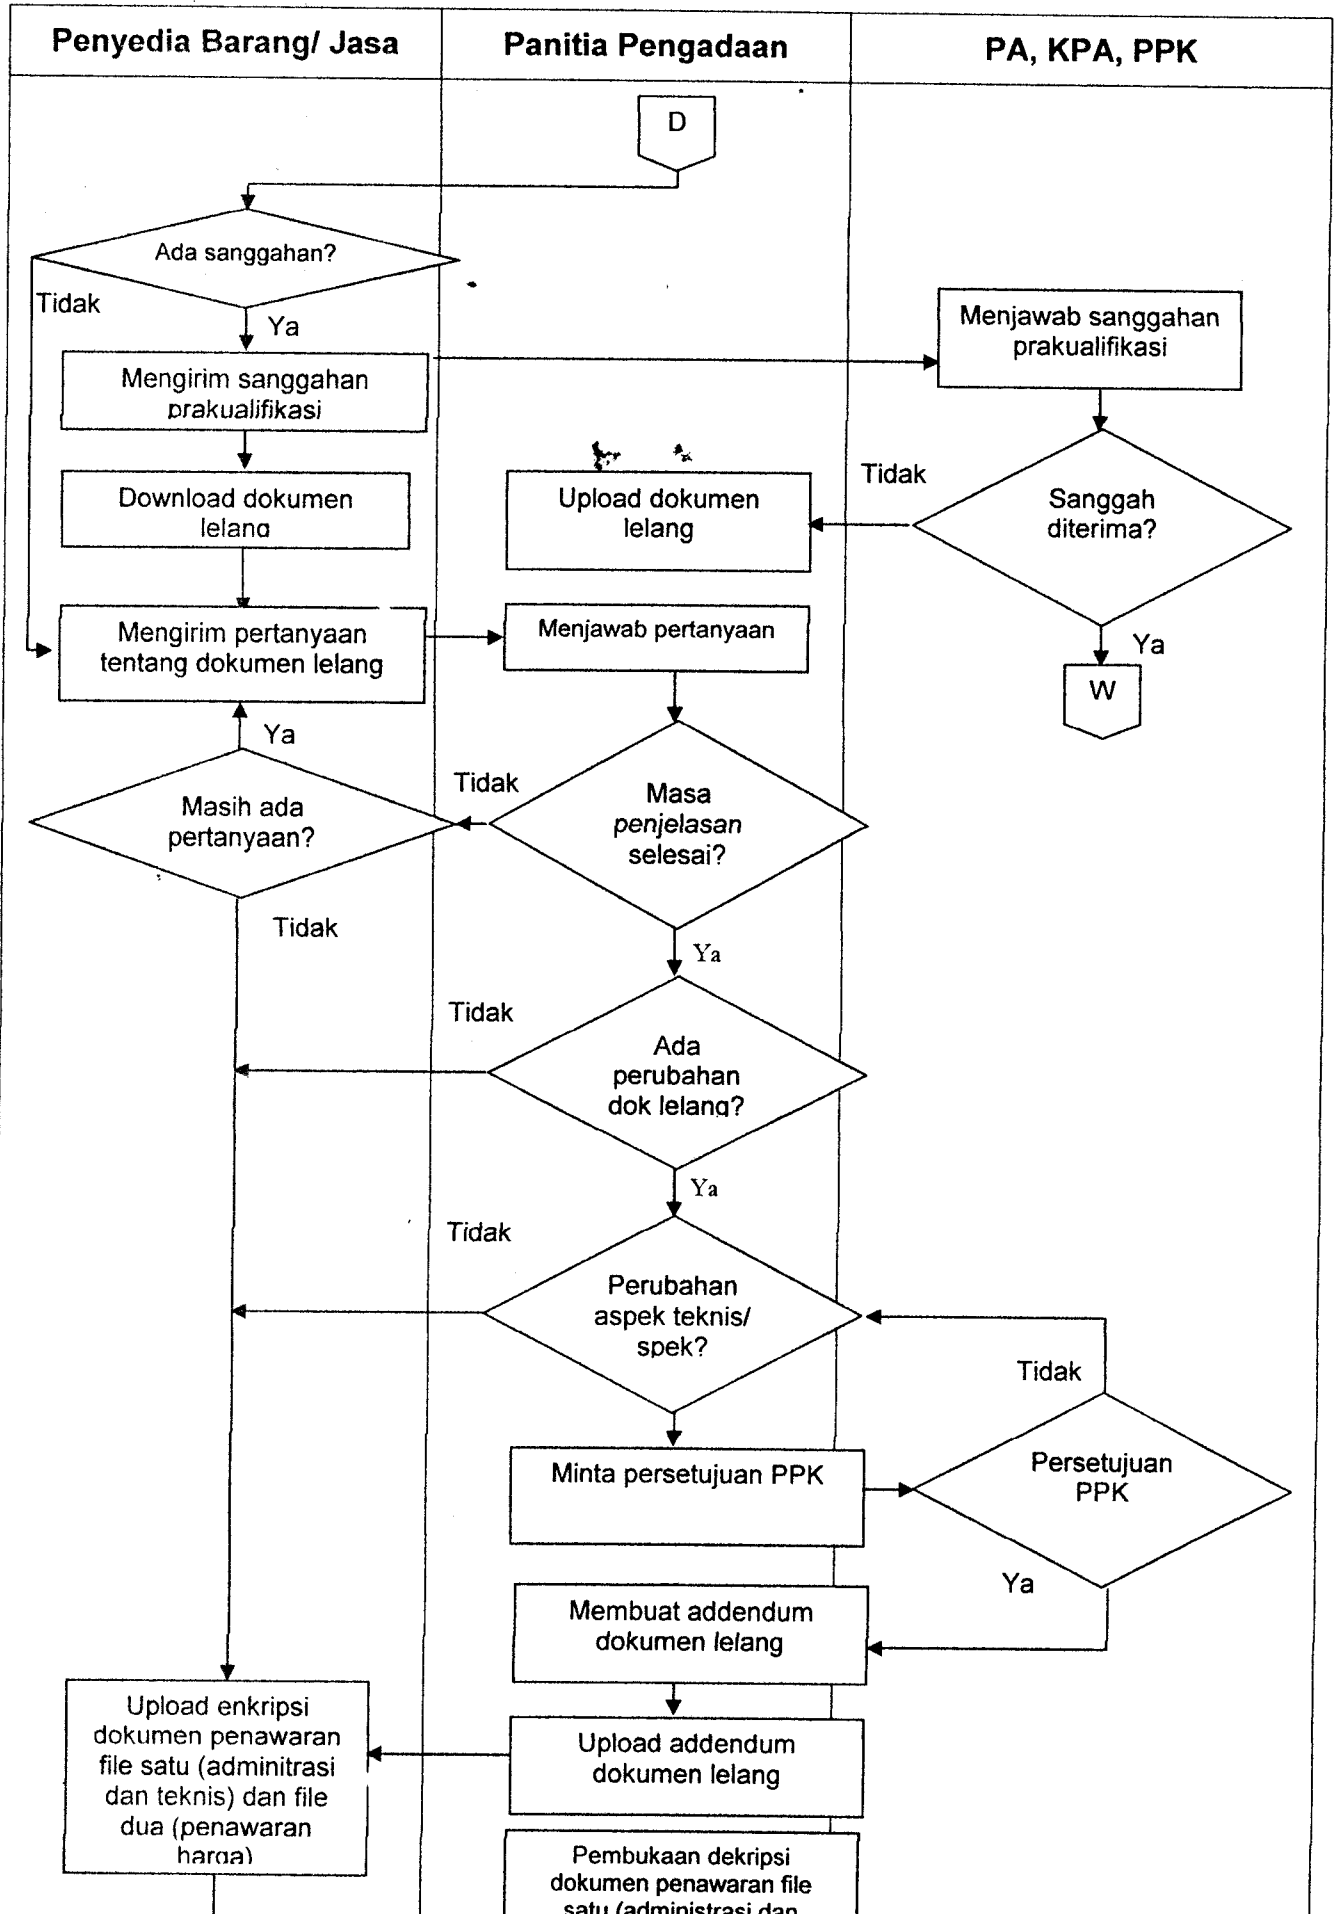 Penyedia Barang/ Jasa
Panitia Pengadaan
PA, KPA, PPK
D
Ada sanggahan?
Tidak
Ya
Menjawab sanggahan
prakualifikasi
Mengirim sanggahan
prakualifikasi
Download dokumen
lelang
Upload dokumen
lelang
Tidak
Sanggah
diterima?
Mengirim pertanyaan
tentang dokumen lelang
Menjawab pertanyaan
Ya
W
Ya
Masih ada
pertanyaan?
Tidak
Masa
penjelasan
selesai?
Tidak
Ya
Tidak
Ada
perubahan
dok lelang?
Ya
Tidak
Perubahan
aspek teknis/
spek?
Tidak
Minta persetujuan PPK
Persetujuan
PPK
Ya
Membuat addendum
dokumen lelang
Upload enkripsi
dokumen penawaran
file satu (adminitrasi
dan teknis) dan file
dua (penawaran
harga)
Upload addendum
dokumen lelang
Pembukaan dekripsi
dokumen penawaran file
satu (administrasi dan